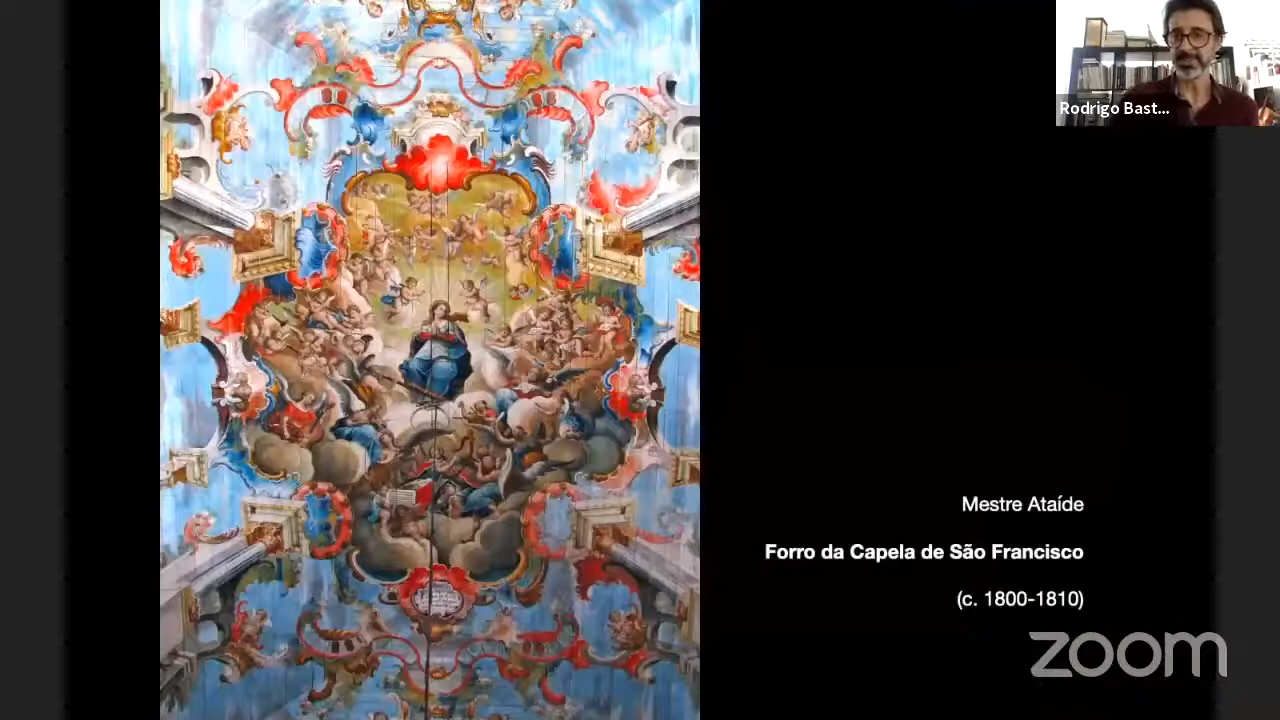 Rodrigo Bast...
Mestre Ataíde
Forro da Capela de São Francisco
(c. 1800-1810)
zoom